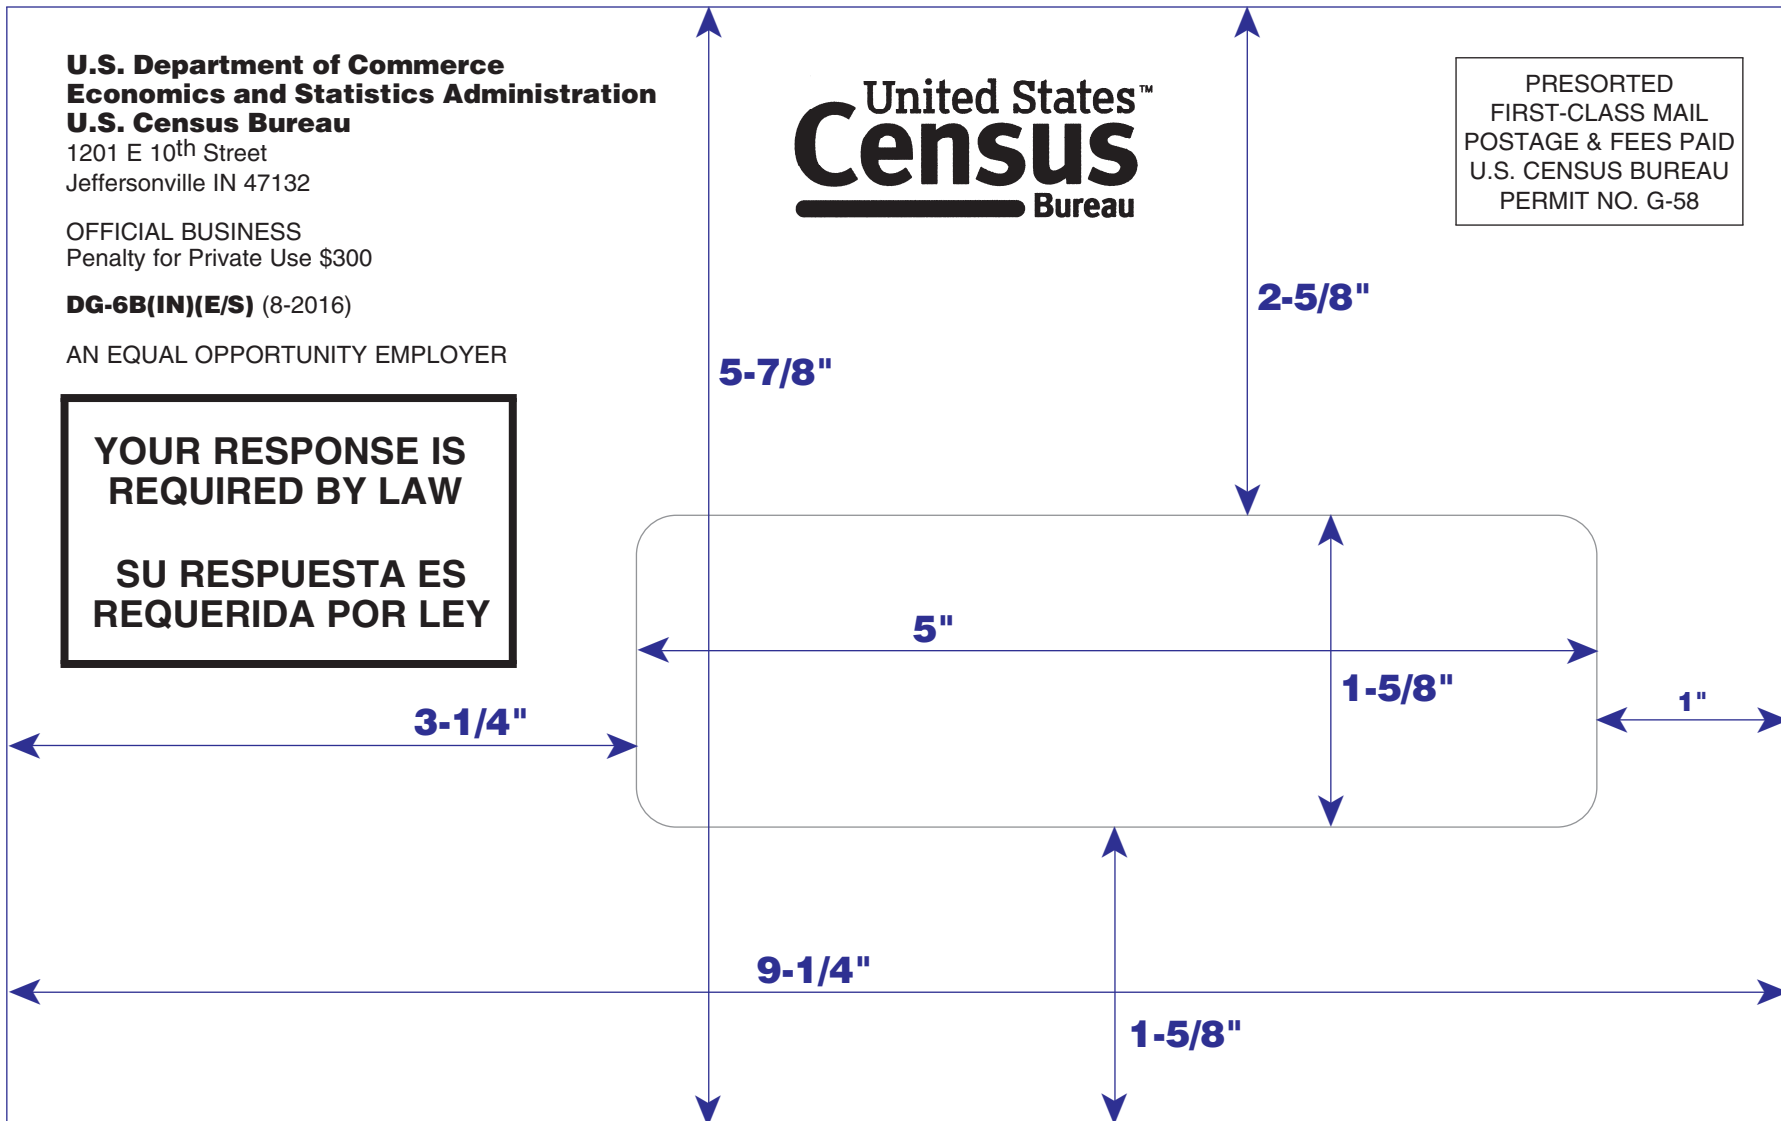 U.S. Department of Commerce
Economics and Statistics Administration
U.S. Census Bureau
1201 E 10th Street
Jeffersonville IN 47132
OFFICIAL BUSINESS
Penalty for Private Use $300
DG-6B(IN)(E/S) (8-2016)
AN EQUAL OPPORTUNITY EMPLOYER
YOUR RESPONSE IS
REQUIRED BY LAW
SU RESPUESTA ES
REQUERIDA POR LEY
United States™
Census
Bureau
PRESORTED
FIRST-CLASS MAIL
POSTAGE & FEES PAID
U.S. CENSUS BUREAU
PERMIT NO. G-58
2-5/8"
5-7/8"
5"
1-5/8"
1"
3-1/4"
9-1/4"
1-5/8"